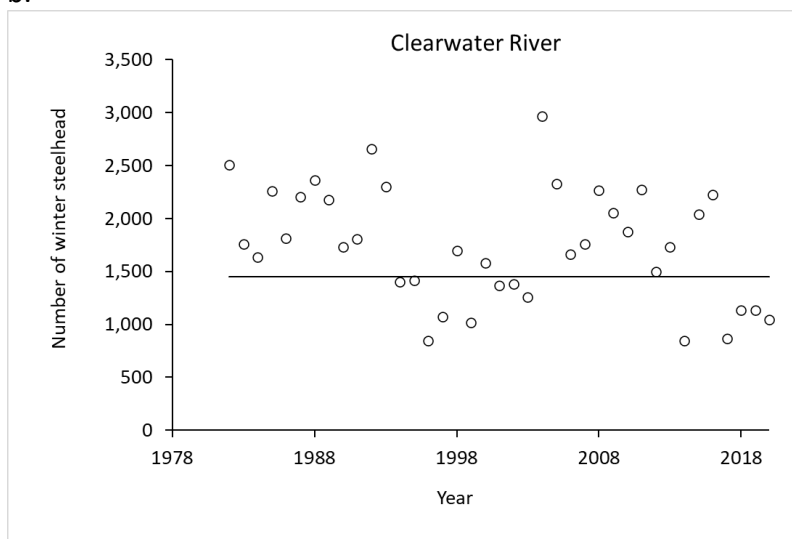 b.
Clearwater River
3,500
3,000
2,500
2,000
1,500
1,000
500
0
Number of winter steelhead
1978 1988 1998 2008 2018
Year